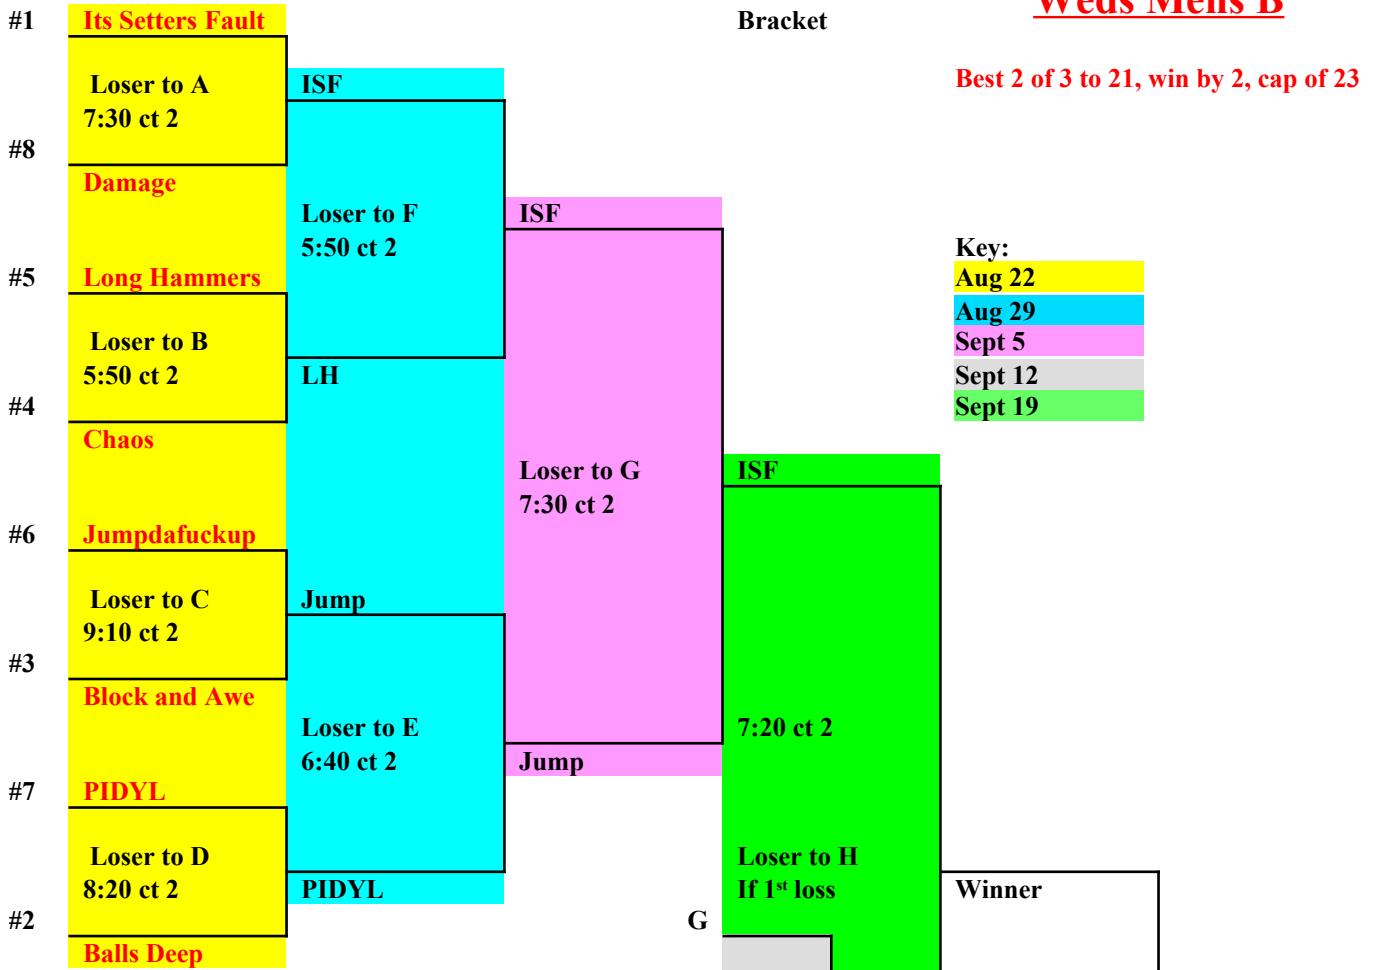 #1 Its Setters Fault Bracket Weds Mens B
Loser to A ISF Best 2 of 3 to 21, win by 2, cap of 23
7:30 ct 2
#8
Damage
Loser to F ISF
5:50 ct 2 Key:
#5 Long Hammers Aug 22
Aug 29
Loser to B Sept 5
5:50 ct 2 LH Sept 12
#4 Sept 19
Chaos
Loser to G ISF
7:30 ct 2
#6 Jumpdafuckup
Loser to C Jump
9:10 ct 2
#3
Block and Awe
Loser to E 7:20 ct 2
6:40 ct 2 Jump
#7 PIDYL
Loser to D Loser to H
8:20 ct 2 PIDYL If 1st loss Winner
#2 G
Balls Deep